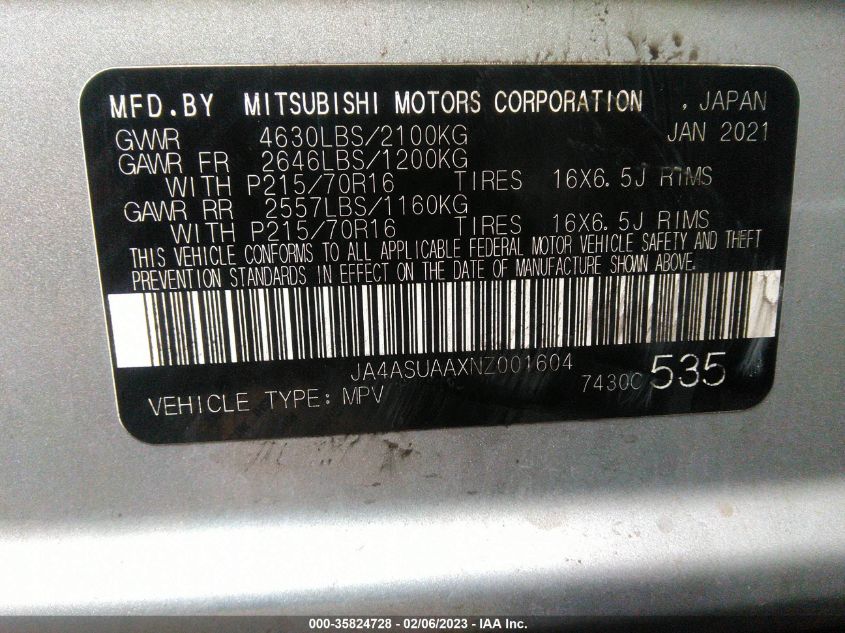 MFD.BY MITSUBISHI MOTORS CORPORATION , JAPAN
GVWR 4630LBS/2100KG JAN 2021
GAWR FR 2646LBS/1200KG
WITH P215/70R16 TIRES 16X6.5J RIMS
GAWR RR 2557LBS/1160KG
WITH P215/70R16 TIRES 16X6.5J RIMS
THIS VEHICLE CONFORMS TO ALL APPLICABLE FEDERAL MOTOR VEHICLE SAFETY AND THEFT
PREVENTION STANDARDS IN EFFECT ON THE DATE OF MANUFACTURE SHOWN ABOVE.
JA4ASUAAXNZ001604
7430C 535
VEHICLE TYPE: MPV
000-35824728 - 02/06/2023 - IAA Inc.